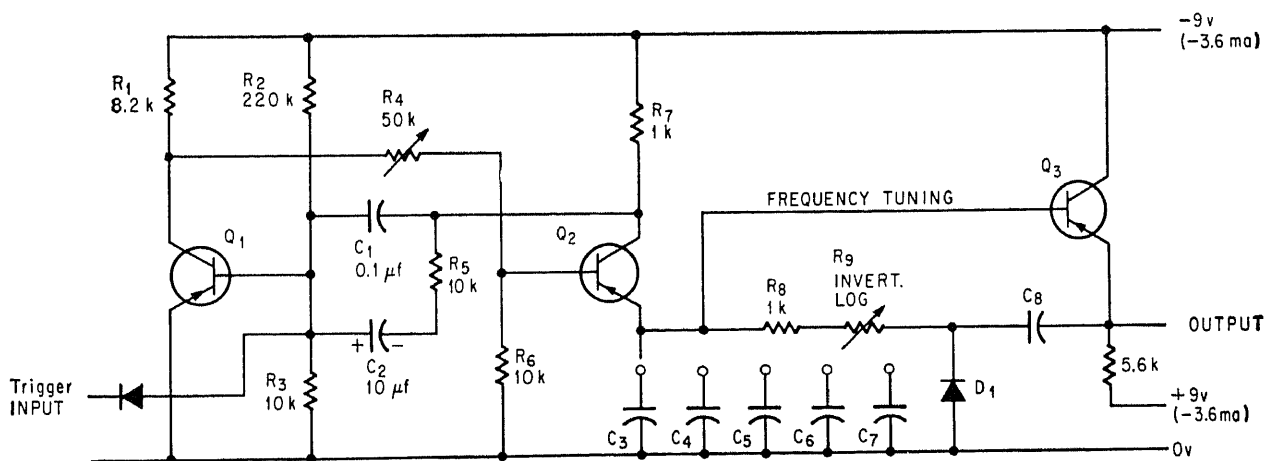 -9v
(-3.6 ma)
R1
8.2 k
R2
220 k
R4
50 k
R7
1 k
Q3
FREQUENCY TUNING
Q1
C1
0.1 μf
R5
10 k
Q2
R8
1 k
R9
INVERT.
LOG
C8
OUTPUT
+ -
C2
10 μf
R6
10 k
5.6 k
Trigger
INPUT
R3
10 k
C3
C4
C5
C6
C7
D1
+9v
(-3.6 ma)
0v